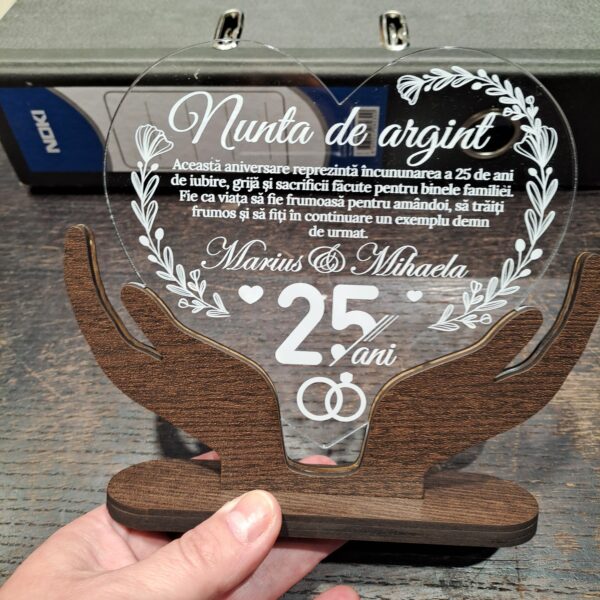 NOKI
Nunta de argint
Această aniversare reprezintă încununarea a 25 de ani
de iubire, grijă și sacrificii făcute pentru binele familiei.
Fie ca viața să fie frumoasă pentru amândoi, să trăiți
frumos și să fiți în continuare un exemplu demn
de urmat.
Marius & Mihaela
25 ani